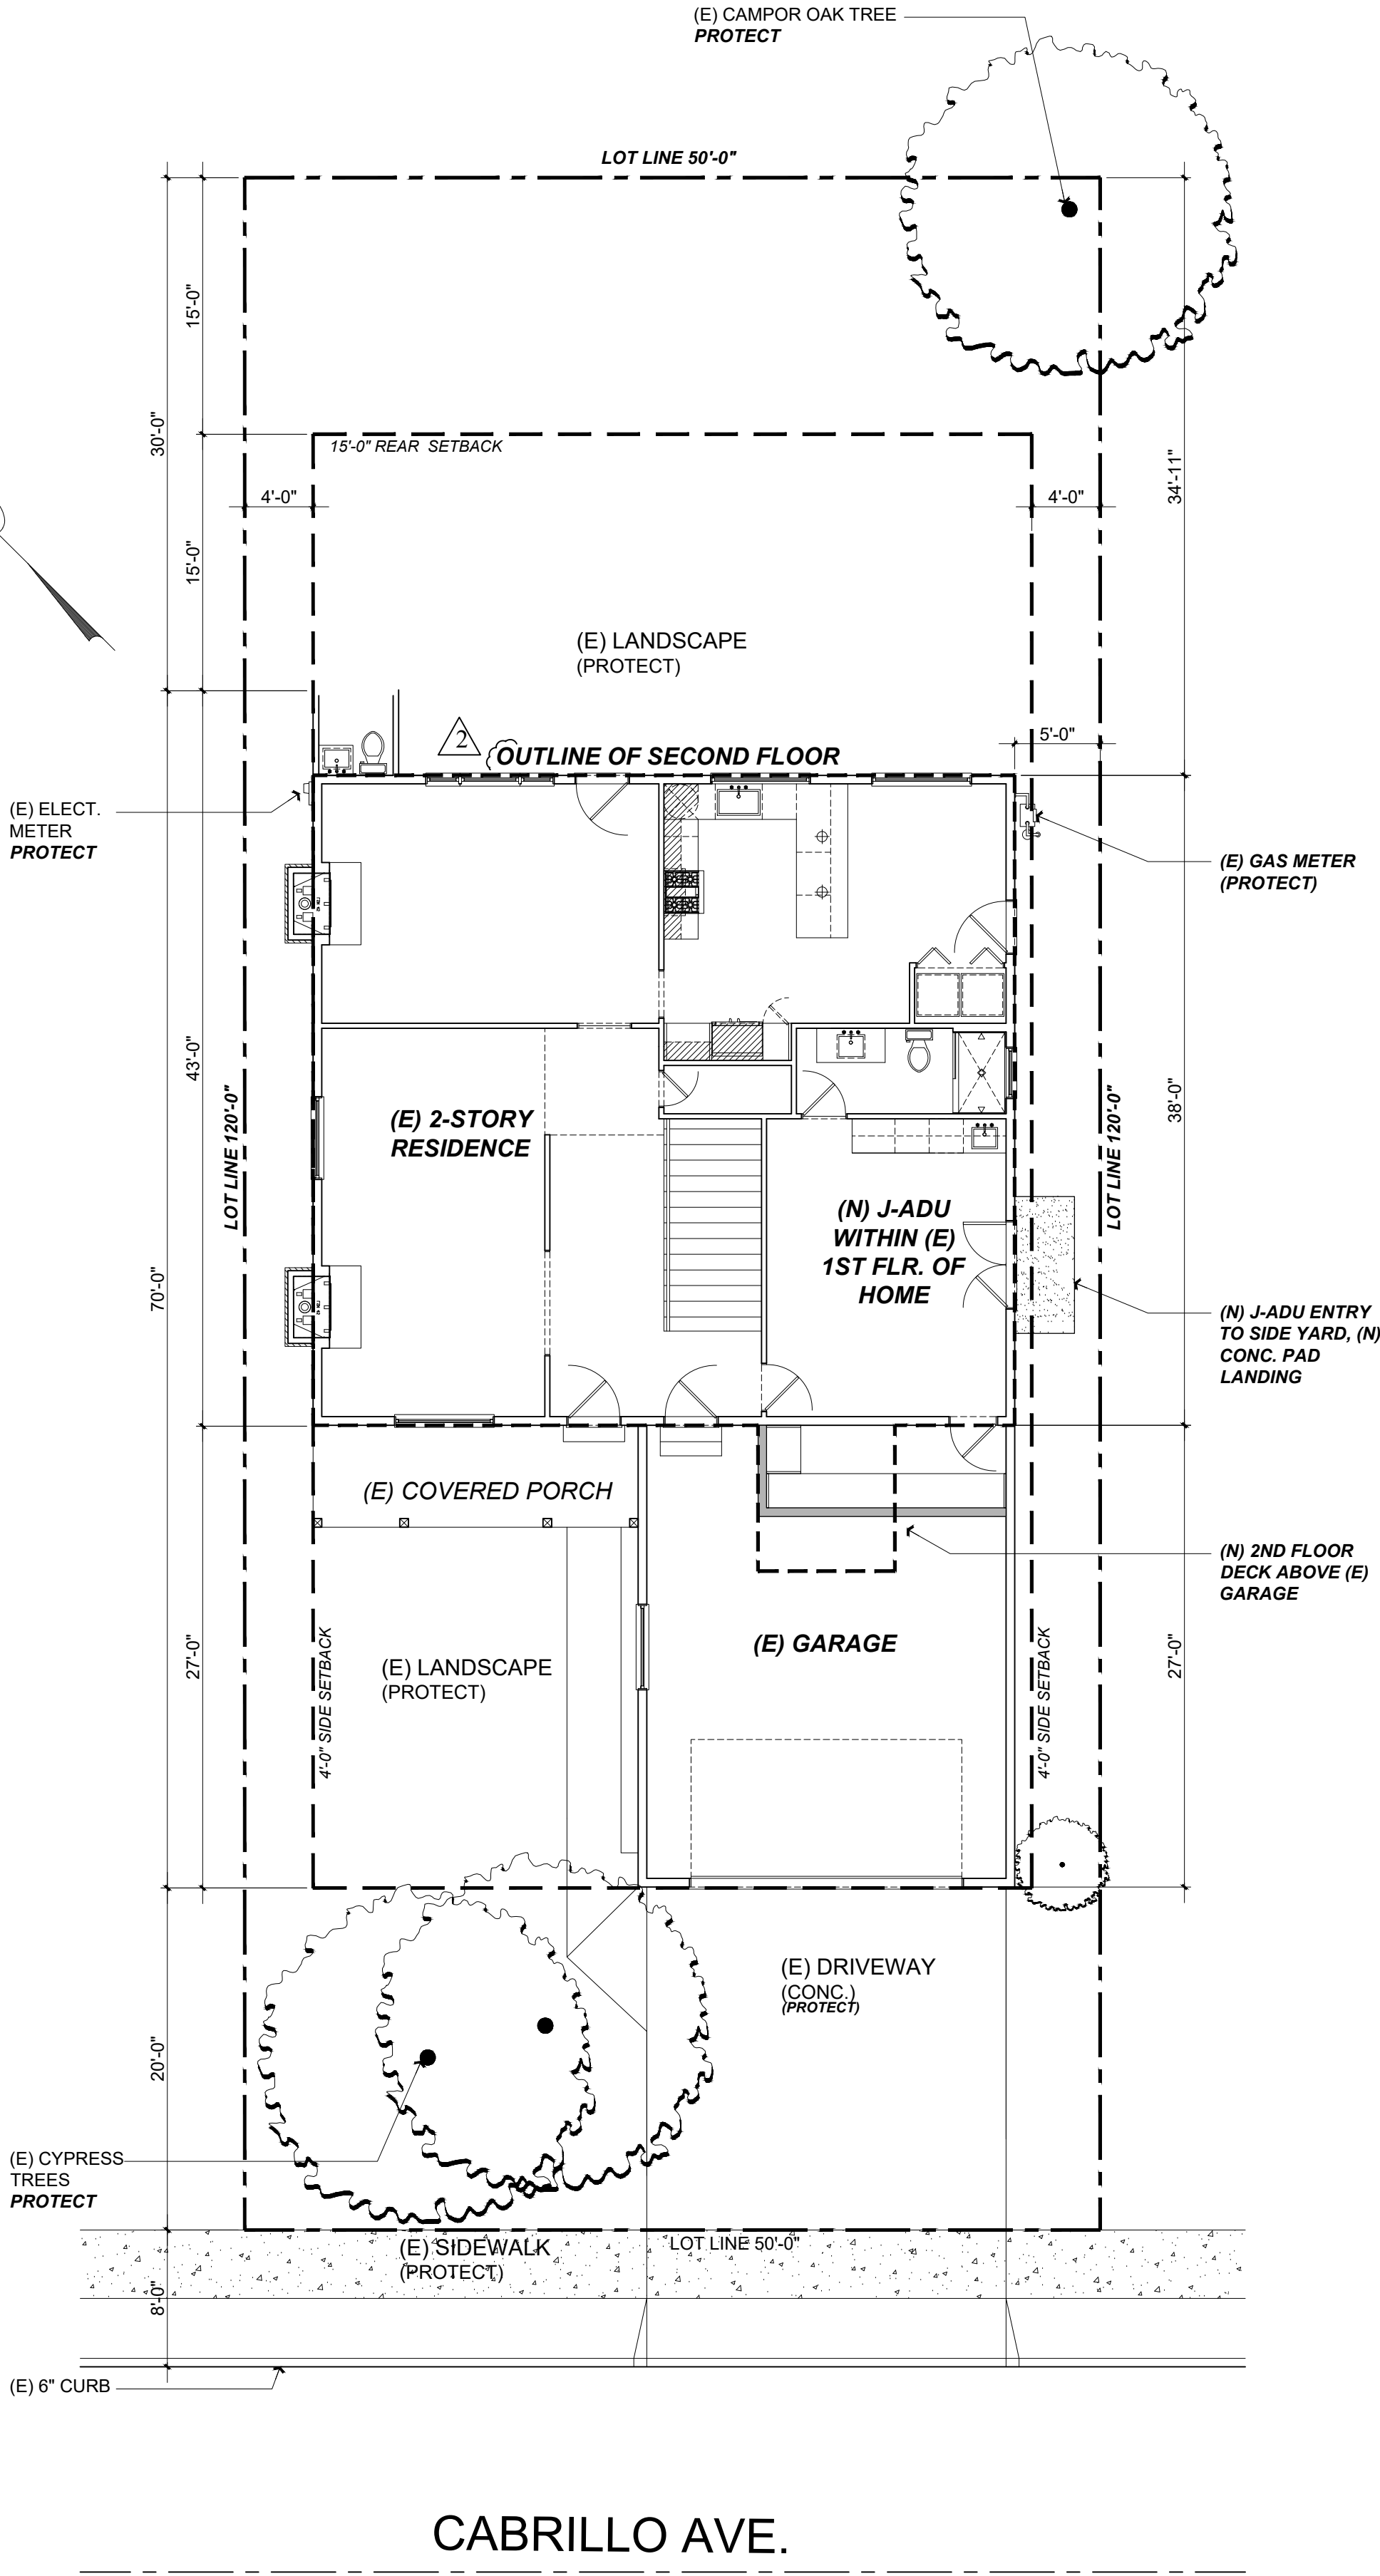 (E) CAMPOR OAK TREE
PROTECT
LOT LINE 50'-0"
15'-0"
30'-0"
15'-0" REAR SETBACK
4'-0"
4'-0"
34'-11"
15'-0"
(E) LANDSCAPE
(PROTECT)
2
OUTLINE OF SECOND FLOOR
5'-0"
(E) ELECT.
METER
PROTECT
(E) GAS METER
(PROTECT)
43'-0"
38'-0"
LOT LINE 120'-0"
LOT LINE 120'-0"
(E) 2-STORY
RESIDENCE
(N) J-ADU
WITHIN (E)
1ST FLR. OF
HOME
70'-0"
(N) J-ADU ENTRY
TO SIDE YARD, (N)
CONC. PAD
LANDING
(E) COVERED PORCH
(N) 2ND FLOOR
DECK ABOVE (E)
GARAGE
27'-0"
27'-0"
(E) GARAGE
(E) LANDSCAPE
(PROTECT)
4'-0" SIDE SETBACK
4'-0" SIDE SETBACK
(E) DRIVEWAY
(CONC.)
(PROTECT)
20'-0"
(E) CYPRESS
TREES
PROTECT
(E) SIDEWALK
(PROTECT)
LOT LINE 50'-0"
8'-0"
(E) 6" CURB
CABRILLO AVE.